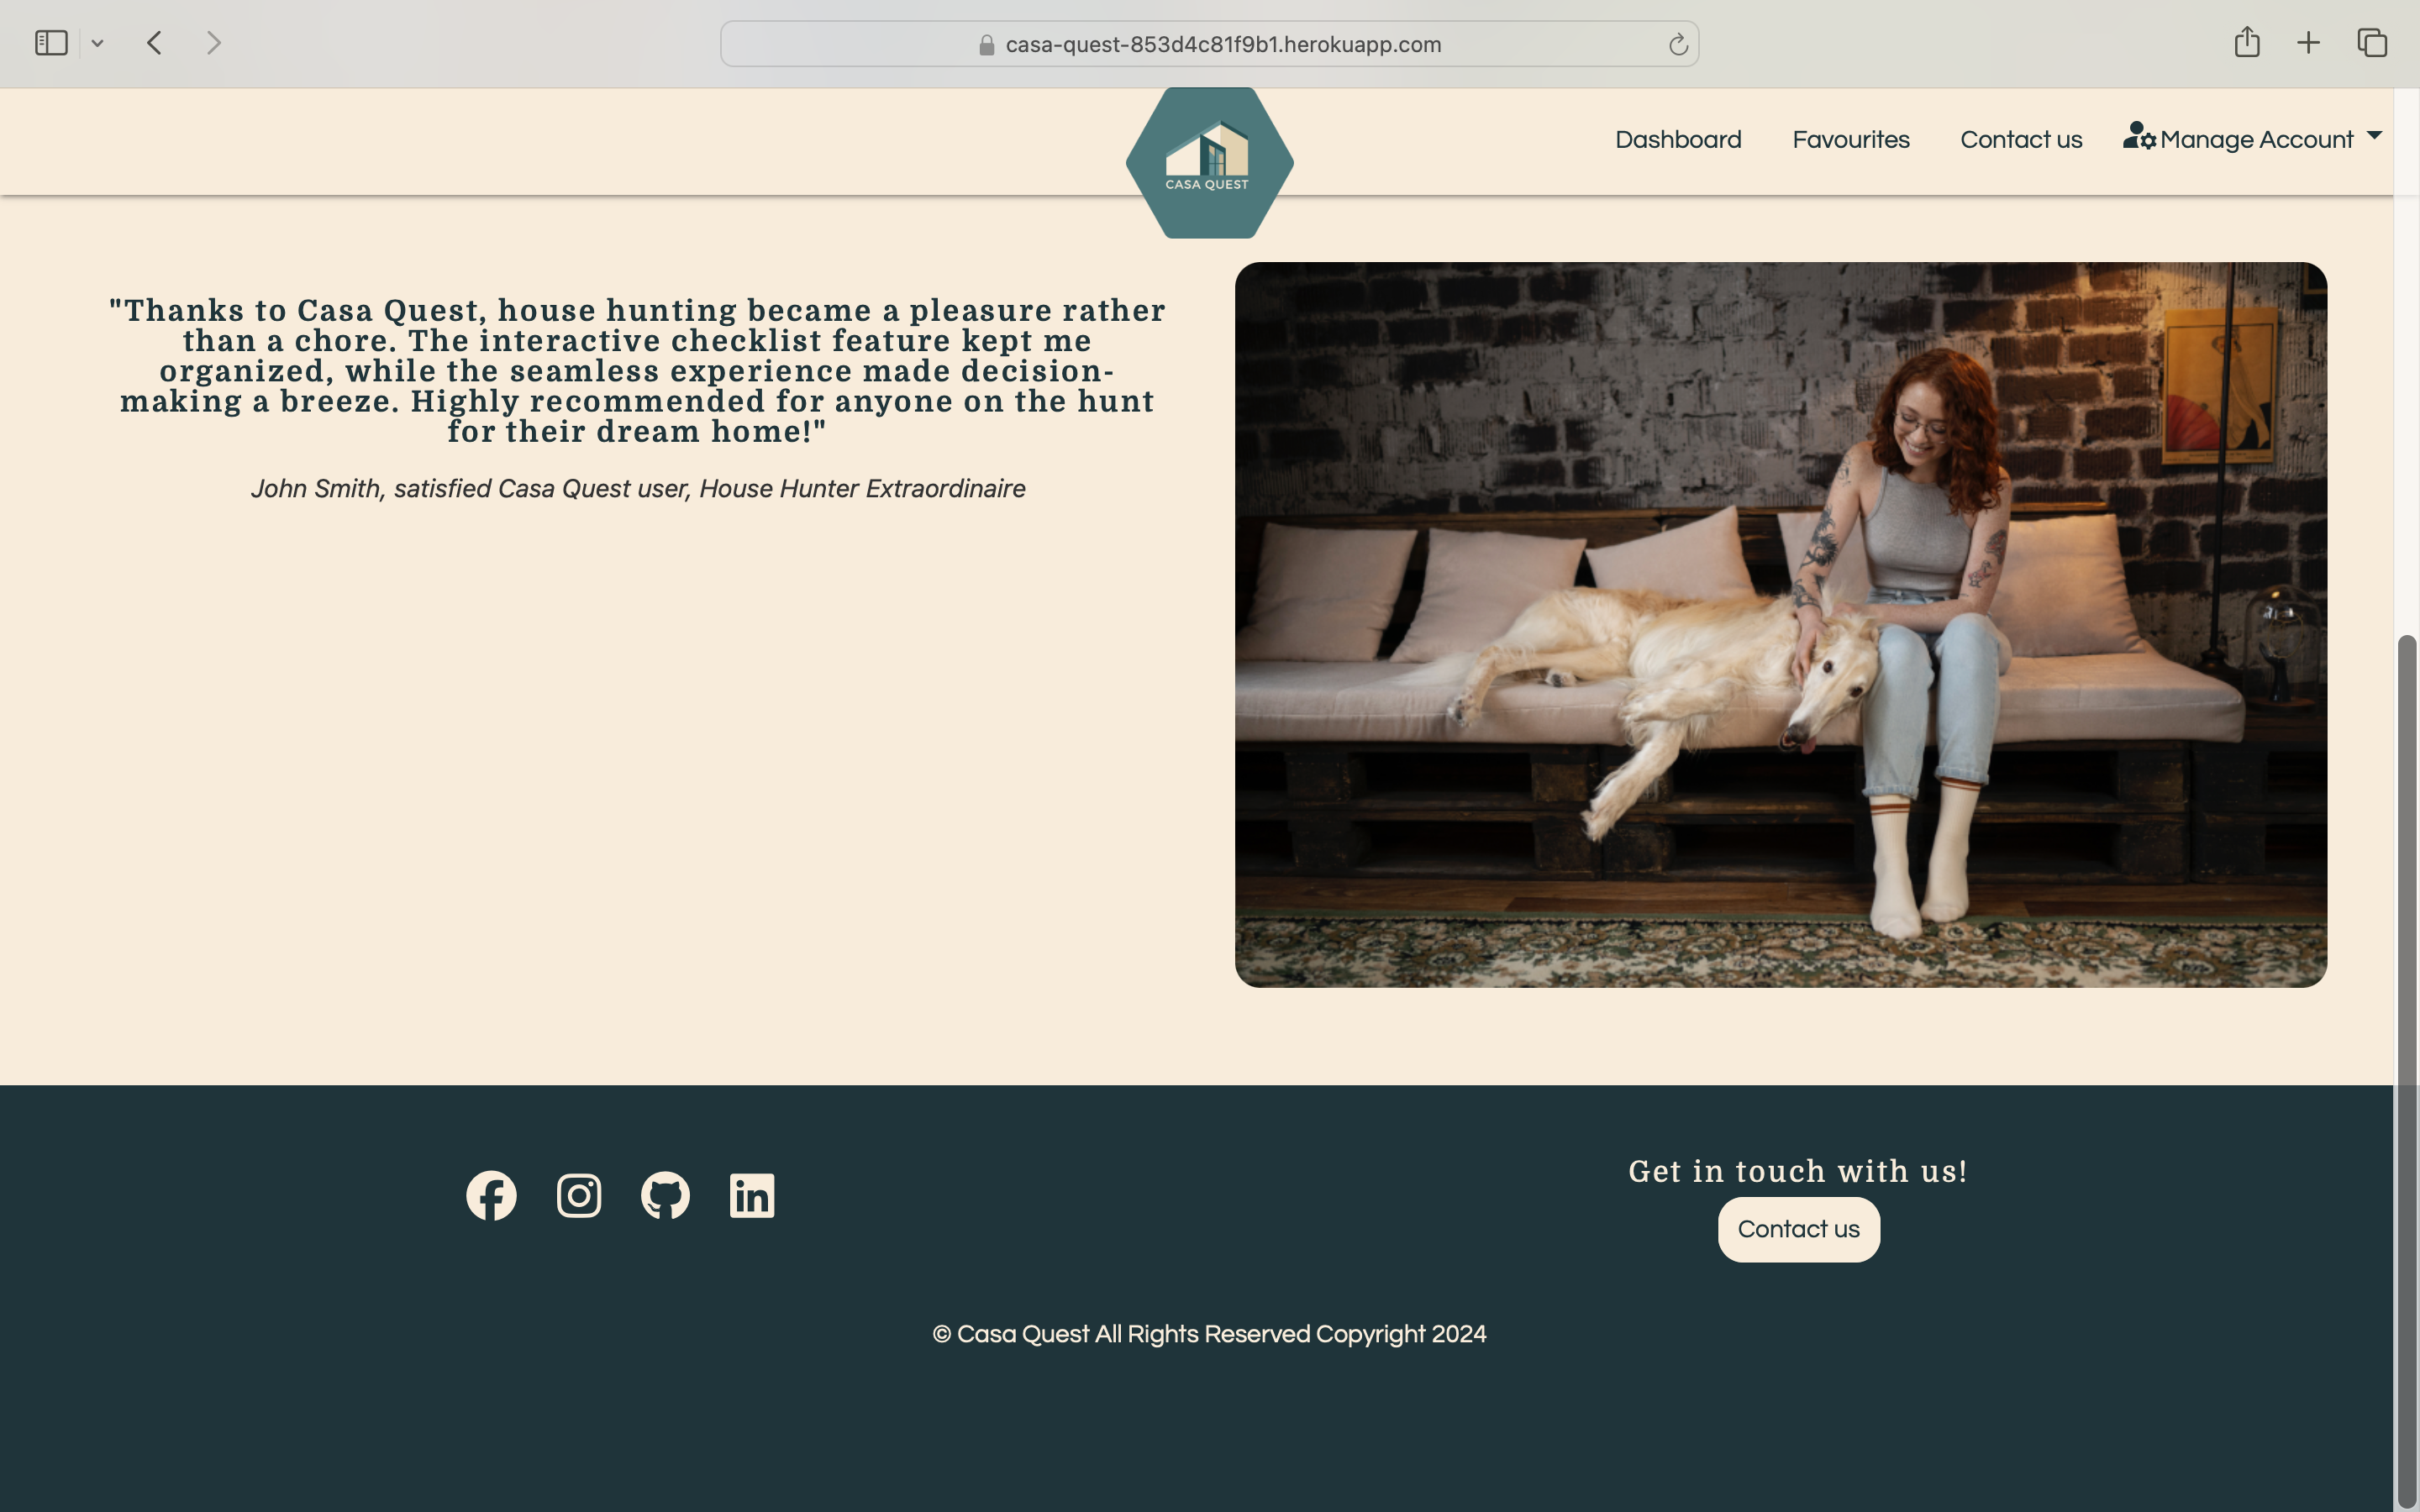 casa-quest-853d4c81f9b1.herokuapp.com
CASA QUEST
Dashboard
Favourites
Contact us
Manage Account
"Thanks to Casa Quest, house hunting became a pleasure rather
than a chore. The interactive checklist feature kept me
organized, while the seamless experience made decision-
making a breeze. Highly recommended for anyone on the hunt
for their dream home!"
John Smith, satisfied Casa Quest user, House Hunter Extraordinaire
Get in touch with us!
Contact us
© Casa Quest All Rights Reserved Copyright 2024